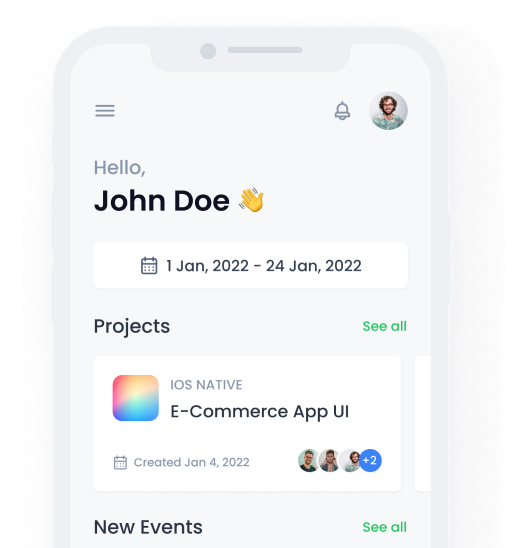 Hello,
John Doe 👋
1 Jan, 2022 - 24 Jan, 2022
Projects See all
IOS NATIVE
E-Commerce App UI
Created Jan 4, 2022 +2
New Events See all